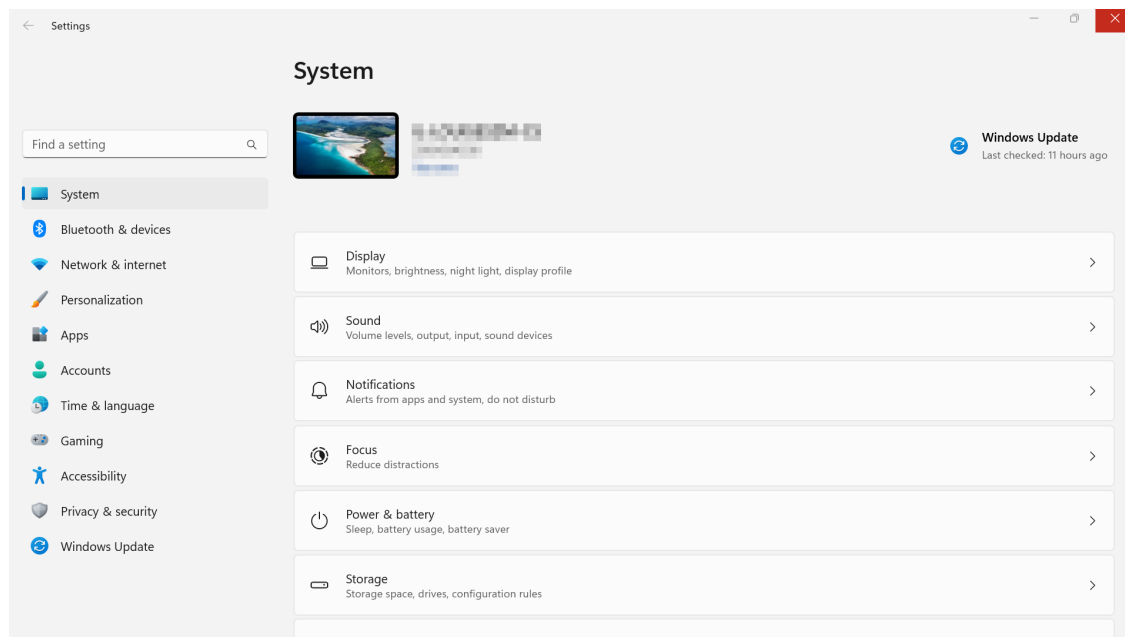 Settings
System
Find a setting
Windows Update
Last checked: 11 hours ago
System
Bluetooth & devices
Network & internet
Personalization
Apps
Accounts
Time & language
Gaming
Accessibility
Privacy & security
Windows Update
Display
Monitors, brightness, night light, display profile
Sound
Volume levels, output, input, sound devices
Notifications
Alerts from apps and system, do not disturb
Focus
Reduce distractions
Power & battery
Sleep, battery usage, battery saver
Storage
Storage space, drives, configuration rules